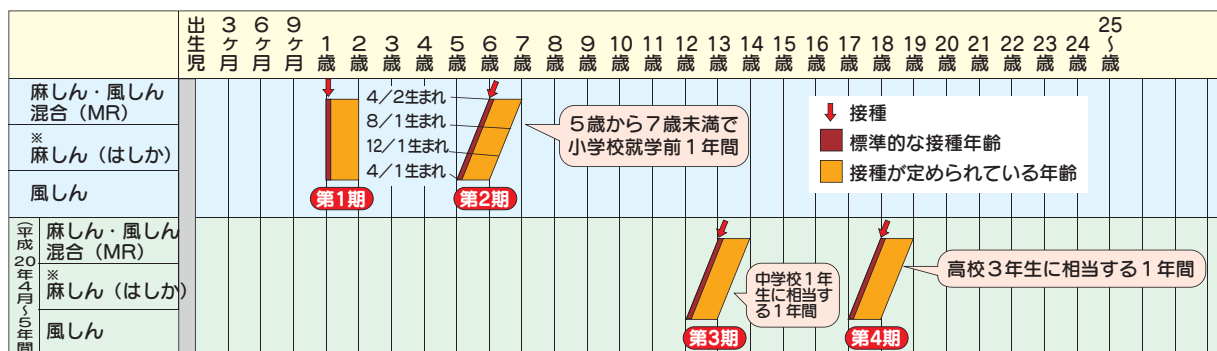 出生児
3ヶ月
6ヶ月
9ヶ月
1歳
2歳
3歳
4歳
5歳
6歳
7歳
8歳
9歳
10歳
11歳
12歳
13歳
14歳
15歳
16歳
17歳
18歳
19歳
20歳
21歳
22歳
23歳
24歳
25〜歳
麻しん・風しん
混合（MR）
※
麻しん（はしか）
風しん
4／2生まれ
8／1生まれ
12／1生まれ
4／1生まれ
第1期
第2期
５歳から７歳未満で
小学校就学前１年間
接種
標準的な接種年齢
接種が定められている年齢
（平成20年4月〜5年間
麻しん・風しん
混合（MR）
※
麻しん（はしか）
風しん
第3期
中学校１年
生に相当す
る１年間
第4期
高校３年生に相当する１年間